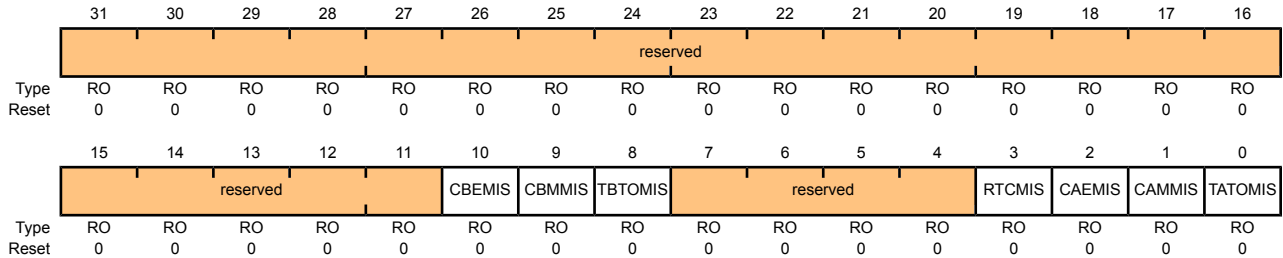 31 30 29 28 27 26 25 24 23 22 21 20 19 18 17 16
reserved
Type RO RO RO RO RO RO RO RO RO RO RO RO RO RO RO RO
Reset 0 0 0 0 0 0 0 0 0 0 0 0 0 0 0 0
15 14 13 12 11 10 9 8 7 6 5 4 3 2 1 0
reserved CBEMIS CBMMIS TBTOMIS reserved RTCMIS CAEMIS CAMMIS TATOMIS
Type RO RO RO RO RO RO RO RO RO RO RO RO RO RO RO RO
Reset 0 0 0 0 0 0 0 0 0 0 0 0 0 0 0 0